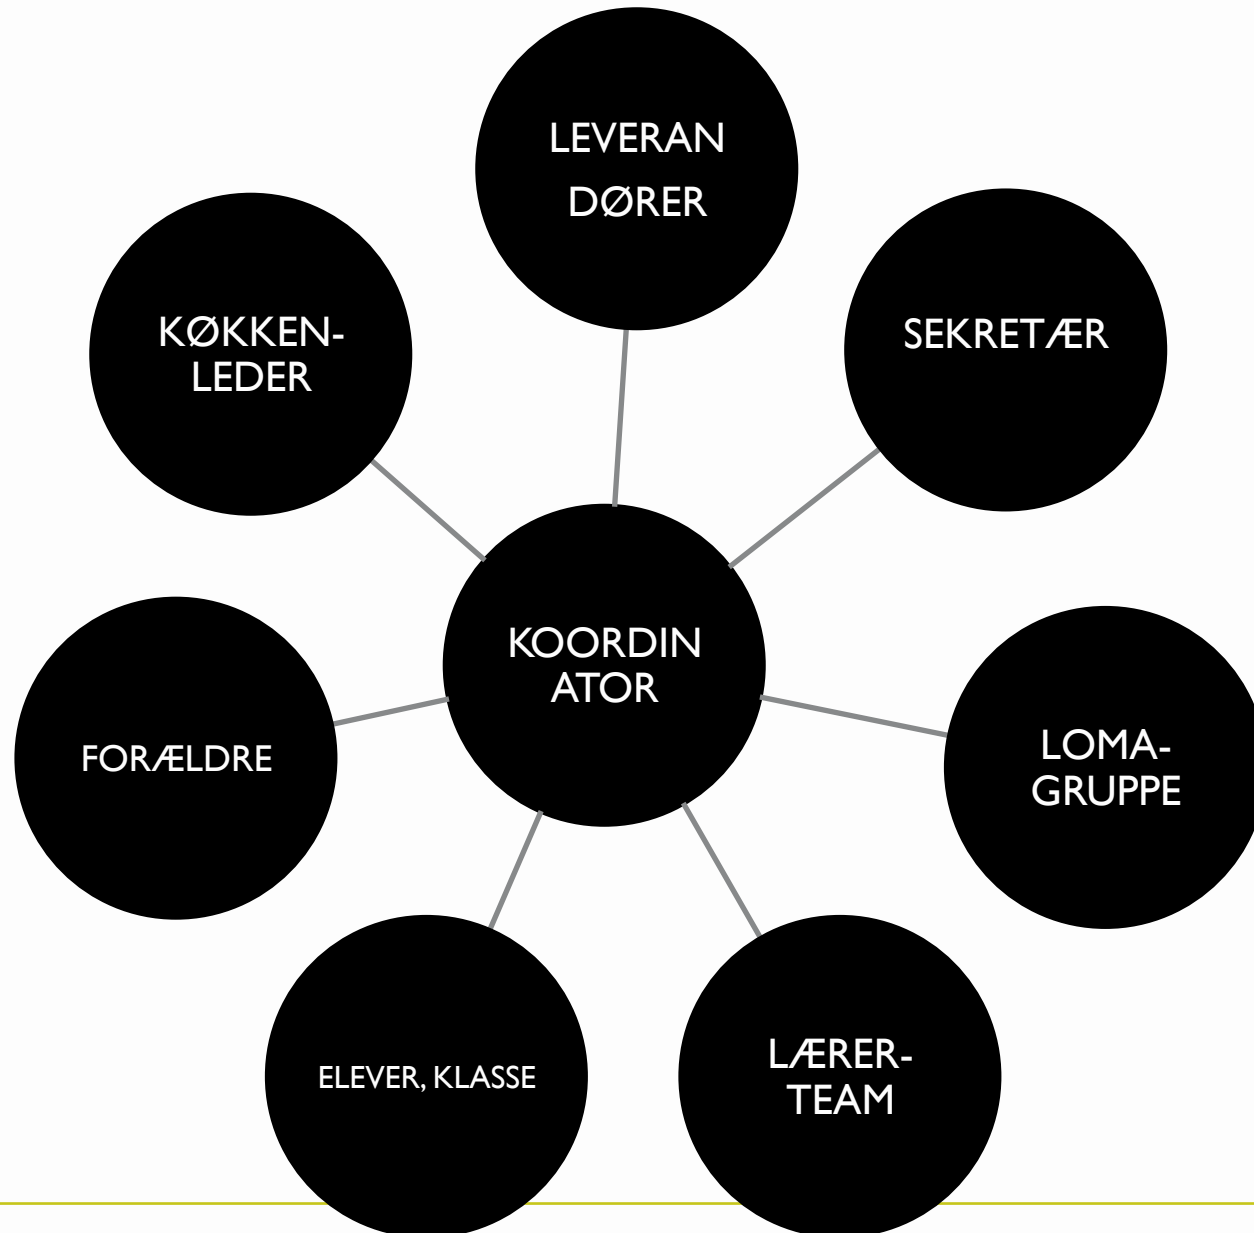 LEVERAN
DØRER
KØKKEN-
LEDER
SEKRETÆR
KOORDIN
ATOR
FORÆLDRE
LOMA-
GRUPPE
ELEVER, KLASSE
LÆRER-
TEAM